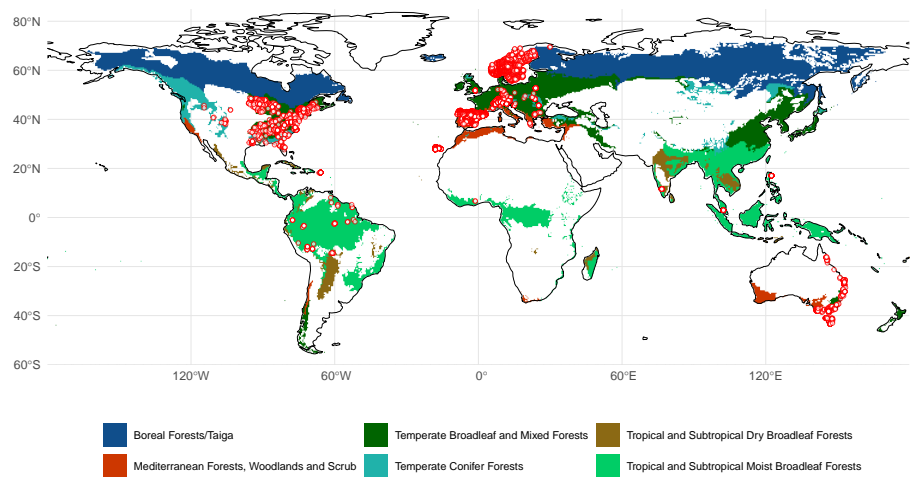 80°N
60°N
40°N
20°N
0°
20°S
40°S
60°S
120°W 60°W 0° 60°E 120°E
Boreal Forests/Taiga Temperate Broadleaf and Mixed Forests Tropical and Subtropical Dry Broadleaf Forests
Mediterranean Forests, Woodlands and Scrub Temperate Conifer Forests Tropical and Subtropical Moist Broadleaf Forests